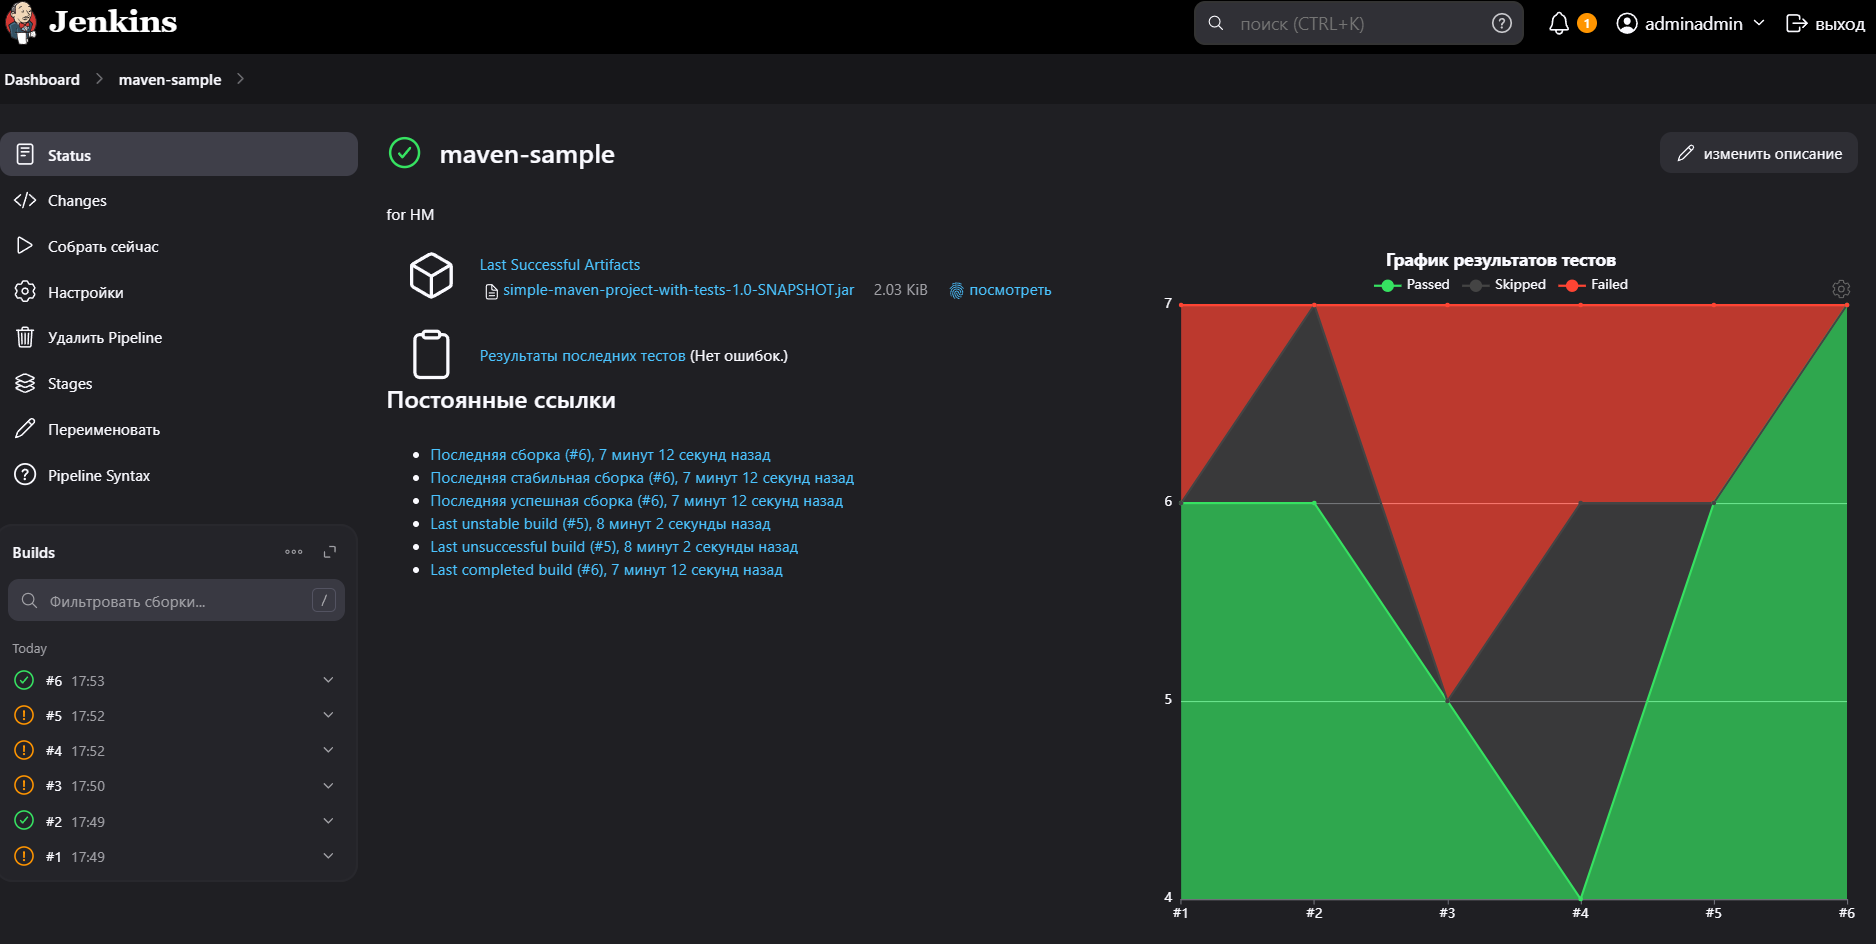 Jenkins
поиск (CTRL+K)
1
adminadmin
выход
Dashboard
maven-sample
Status
Changes
Собрать сейчас
Настройки
Удалить Pipeline
Stages
Переименовать
Pipeline Syntax
Builds
Фильтровать сборки...
/
Today
#6 17:53
#5 17:52
#4 17:52
#3 17:50
#2 17:49
#1 17:49
maven-sample
изменить описание
for HM
Last Successful Artifacts
simple-maven-project-with-tests-1.0-SNAPSHOT.jar 2.03 KiB посмотреть
Результаты последних тестов (Нет ошибок.)
Постоянные ссылки
Последняя сборка (#6), 7 минут 12 секунд назад
Последняя стабильная сборка (#6), 7 минут 12 секунд назад
Последняя успешная сборка (#6), 7 минут 12 секунд назад
Last unstable build (#5), 8 минут 2 секунды назад
Last unsuccessful build (#5), 8 минут 2 секунды назад
Last completed build (#6), 7 минут 12 секунд назад
График результатов тестов
Passed Skipped Failed
7
6
5
4
#1 #2 #3 #4 #5 #6